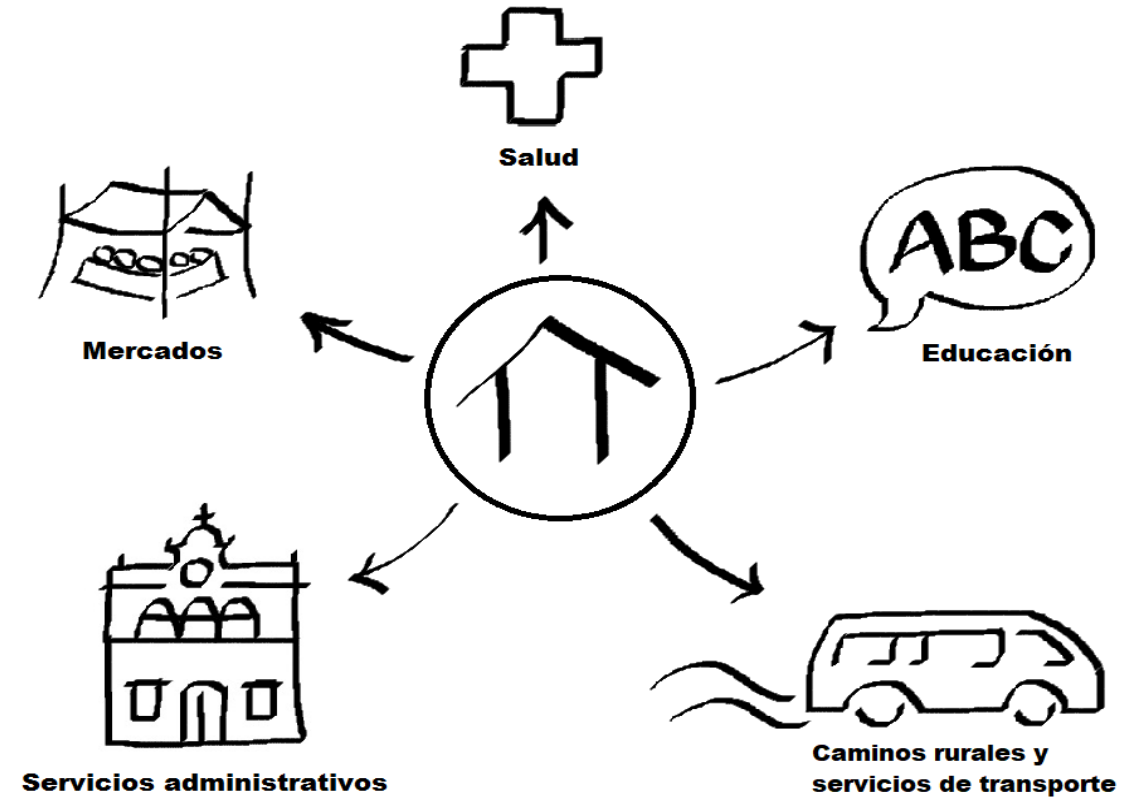 Salud
ABC
Mercados
Educación
Servicios administrativos
Caminos rurales y
servicios de transporte